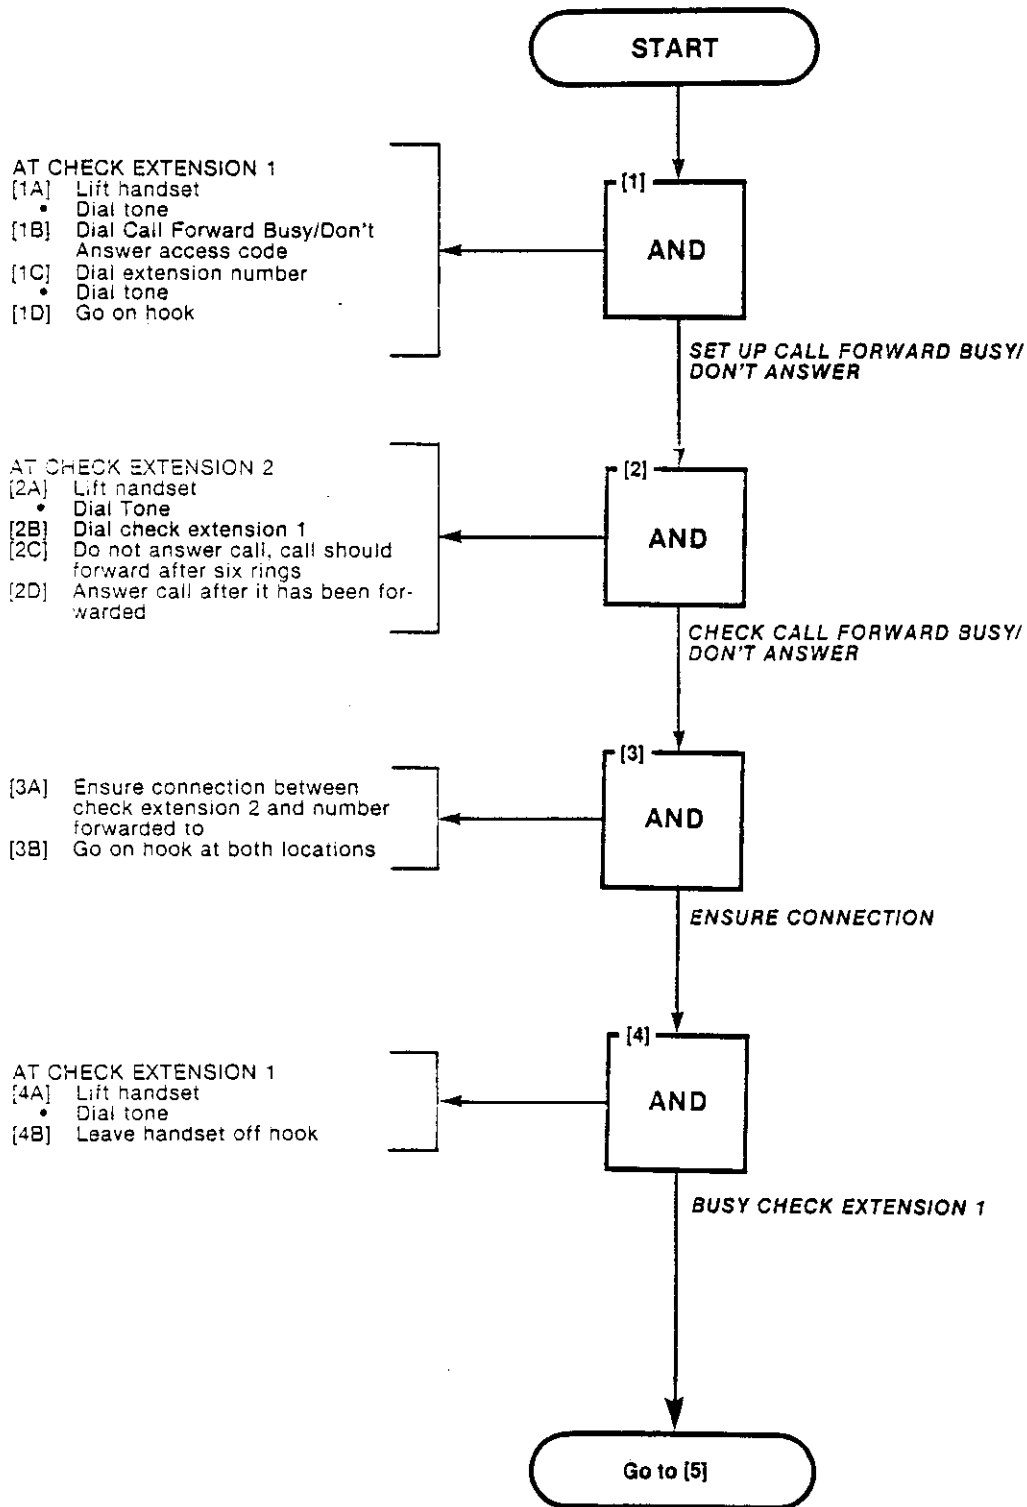 START
AT CHECK EXTENSION 1
[1A] Lift handset
• Dial tone
[1B] Dial Call Forward Busy/Don't
Answer access code
[1C] Dial extension number
• Dial tone
[1D] Go on hook
[1]
AND
SET UP CALL FORWARD BUSY/
DON'T ANSWER
AT CHECK EXTENSION 2
[2A] Lift handset
• Dial Tone
[2B] Dial check extension 1
[2C] Do not answer call, call should
forward after six rings
[2D] Answer call after it has been for-
warded
[2]
AND
CHECK CALL FORWARD BUSY/
DON'T ANSWER
[3A] Ensure connection between
check extension 2 and number
forwarded to
[3B] Go on hook at both locations
[3]
AND
ENSURE CONNECTION
AT CHECK EXTENSION 1
[4A] Lift handset
• Dial tone
[4B] Leave handset off hook
[4]
AND
BUSY CHECK EXTENSION 1
Go to [5]